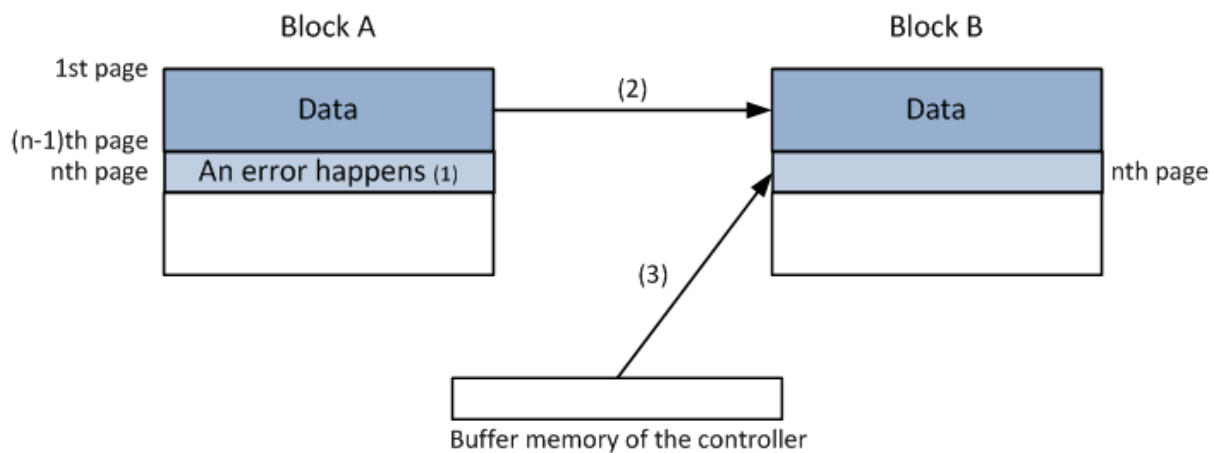 Block A
Block B
1st page
Data
(2)
Data
(n-1)th page
nth page
An error happens (1)
nth page
(3)
Buffer memory of the controller